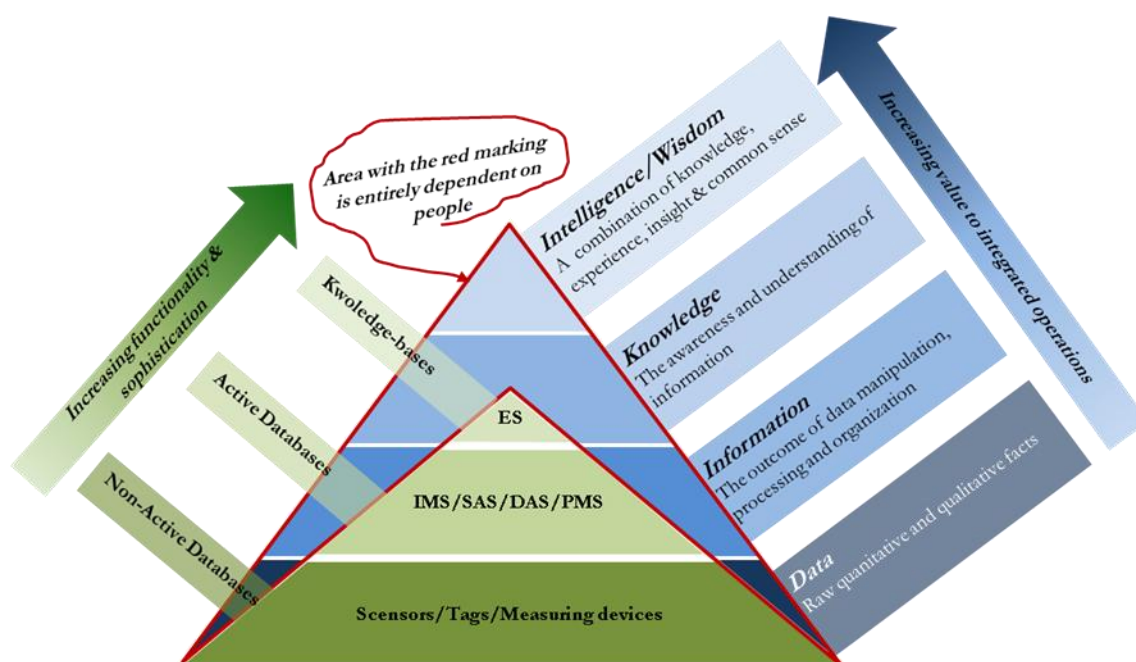 Area with the red marking
is entirely dependent on
people
Increasing functionality &
sophistication
Kwoledge-bases
Active Databases
Non-Active Databases
ES
IMS/SAS/DAS/PMS
Scensors/Tags/Measuring devices
Intelligence/Wisdom
A combination of knowledge,
experience, insight & common sense
Knowledge
The awareness and understanding of
information
Information
The outcome of data manipulation,
processing and organization
Data
Raw quanitative and qualitative facts
Increasing value to integrated operations